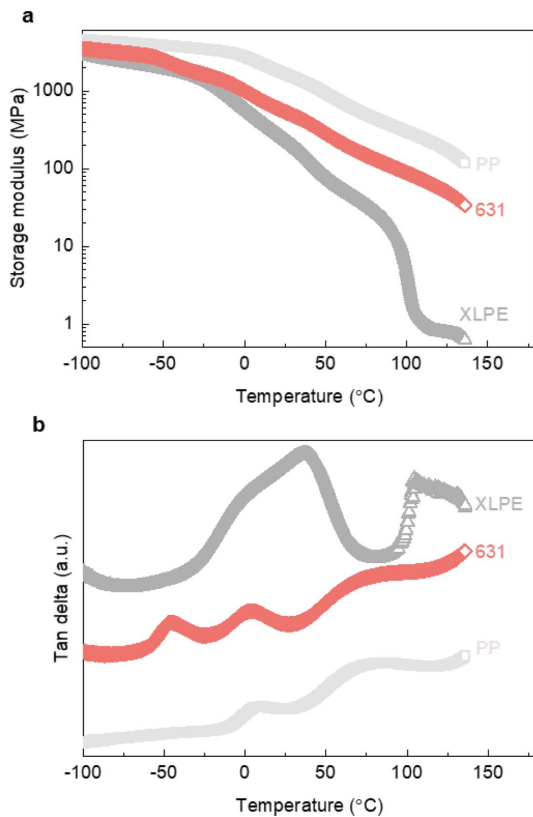 a
Storage modulus (MPa)
1000
100
10
1
PP
631
XLPE
-100 -50 0 50 100 150
Temperature (°C)
b
Tan delta (a.u.)
XLPE
631
PP
-100 -50 0 50 100 150
Temperature (°C)